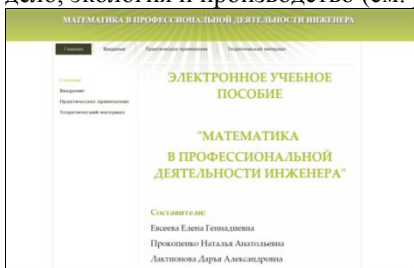 дело, экология и производство (см.
МАТЕМАТИКА В ПРОФЕССИОНАЛЬНОЙ ДЕЯТЕЛЬНОСТИ ИНЖЕНЕРА
Главная Введение Практическое применение Теоретический материал
Главная
Введение
Практическое применение
Теоретический материал
ЭЛЕКТРОННОЕ УЧЕБНОЕ
ПОСОБИЕ
"МАТЕМАТИКА
В ПРОФЕССИОНАЛЬНОЙ
ДЕЯТЕЛЬНОСТИ ИНЖЕНЕРА"
Составители:
Евсеева Елена Геннадиевна
Прокопенко Наталья Анатольевна
Лактионова Дарья Александровна